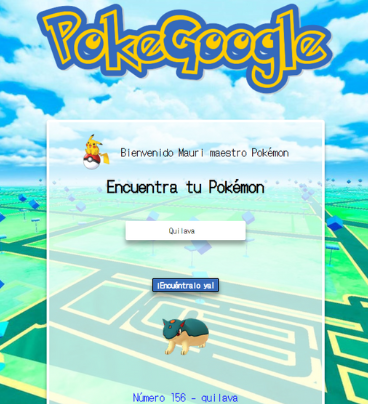 PokeGoogle
Bienvenido Mauri maestro Pokémon
Encuentra tu Pokémon
Quilava
¡Encuéntralo ya!
Número 156 - quilava